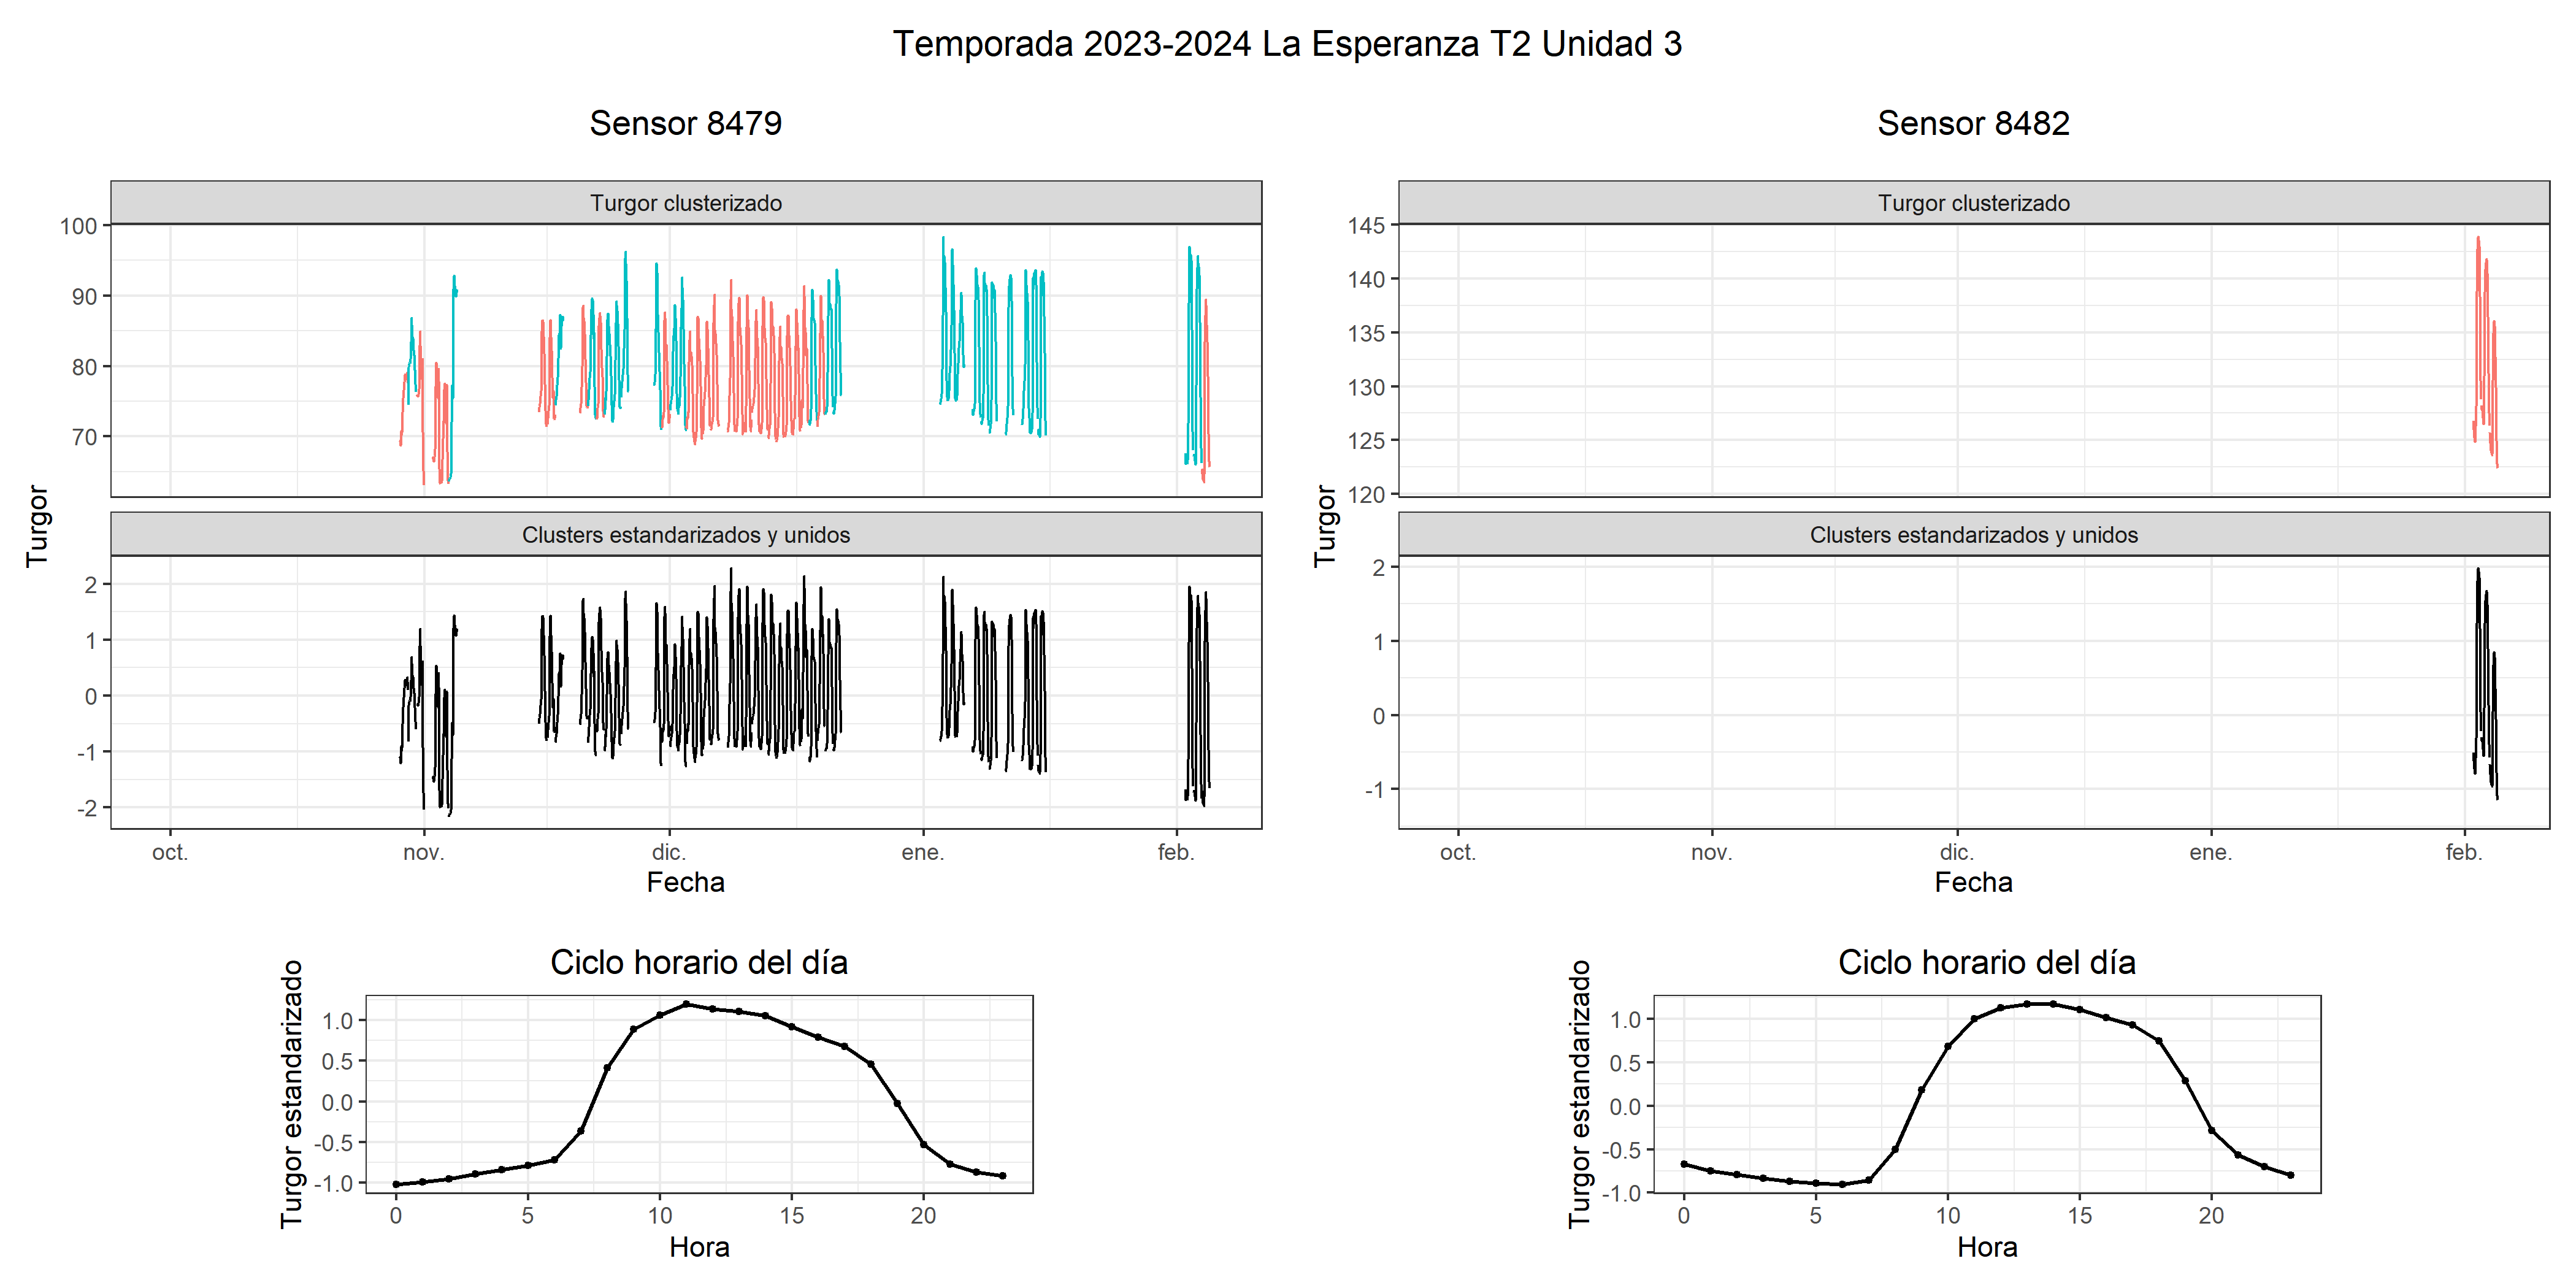 Temporada 2023-2024 La Esperanza T2 Unidad 3
Sensor 8479
Turgor clusterizado
100
90
80
70
Turgor
Clusters estandarizados y unidos
2
1
0
-1
-2
oct. nov. dic. ene. feb.
Fecha
Ciclo horario del día
Turgor estandarizado
1.0
0.5
0.0
-0.5
-1.0
0 5 10 15 20
Hora
Sensor 8482
Turgor clusterizado
145
140
135
130
125
120
Turgor
Clusters estandarizados y unidos
2
1
0
-1
oct. nov. dic. ene. feb.
Fecha
Ciclo horario del día
Turgor estandarizado
1.0
0.5
0.0
-0.5
-1.0
0 5 10 15 20
Hora